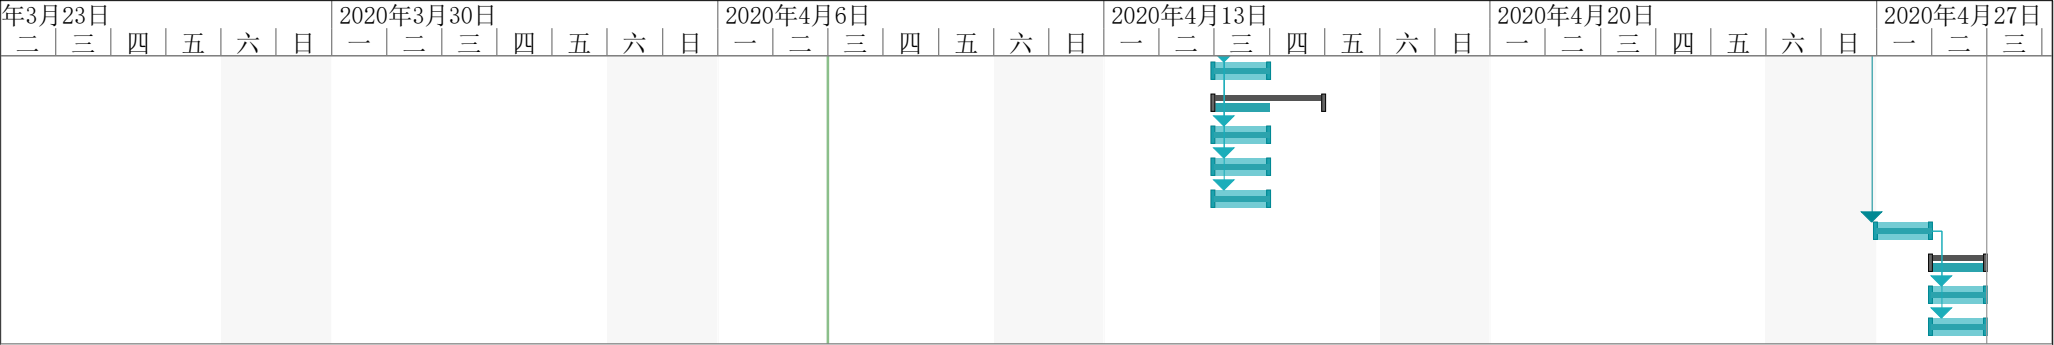 年3月23日 2020年3月30日 2020年4月6日 2020年4月13日 2020年4月20日 2020年4月27日
二 三 四 五 六 日 一 二 三 四 五 六 日 一 二 三 四 五 六 日 一 二 三 四 五 六 日 一 二 三 四 五 六 日 一 二 三